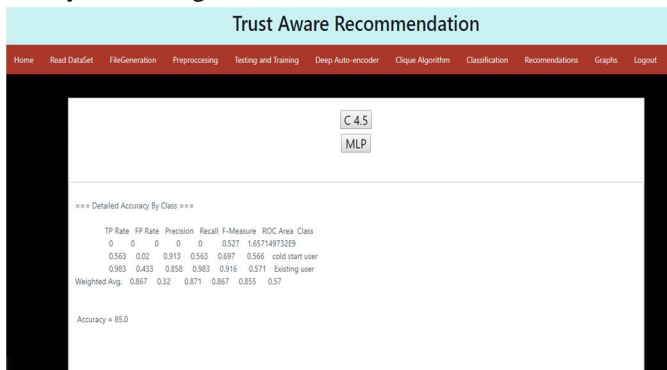 Trust Aware Recommendation
Home Read DataSet FileGeneration Preproccesing Testing and Training Deep Auto-encoder Clique Algorithm Classification Recomendations Graphs Logout
C 4.5
MLP
=== Detailed Accuracy By Class ===
TP Rate FP Rate Precision Recall F-Measure ROC Area Class
0 0 0 0 0.527 1.657149732E9
0.563 0.02 0.913 0.563 0.697 0.566 cold start user
0.983 0.433 0.858 0.983 0.916 0.571 Existing user
Weighted Avg. 0.867 0.32 0.871 0.867 0.855 0.57
Accuracy = 85.0